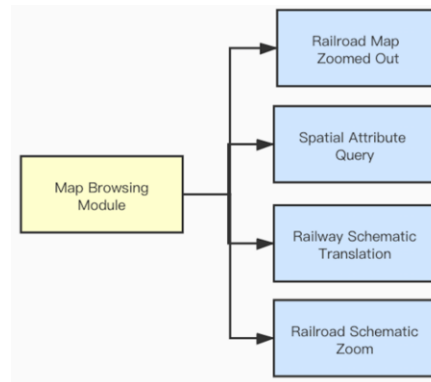 Railroad Map
Zoomed Out
Spatial Attribute
Query
Map Browsing
Module
Railway Schematic
Translation
Railroad Schematic
Zoom